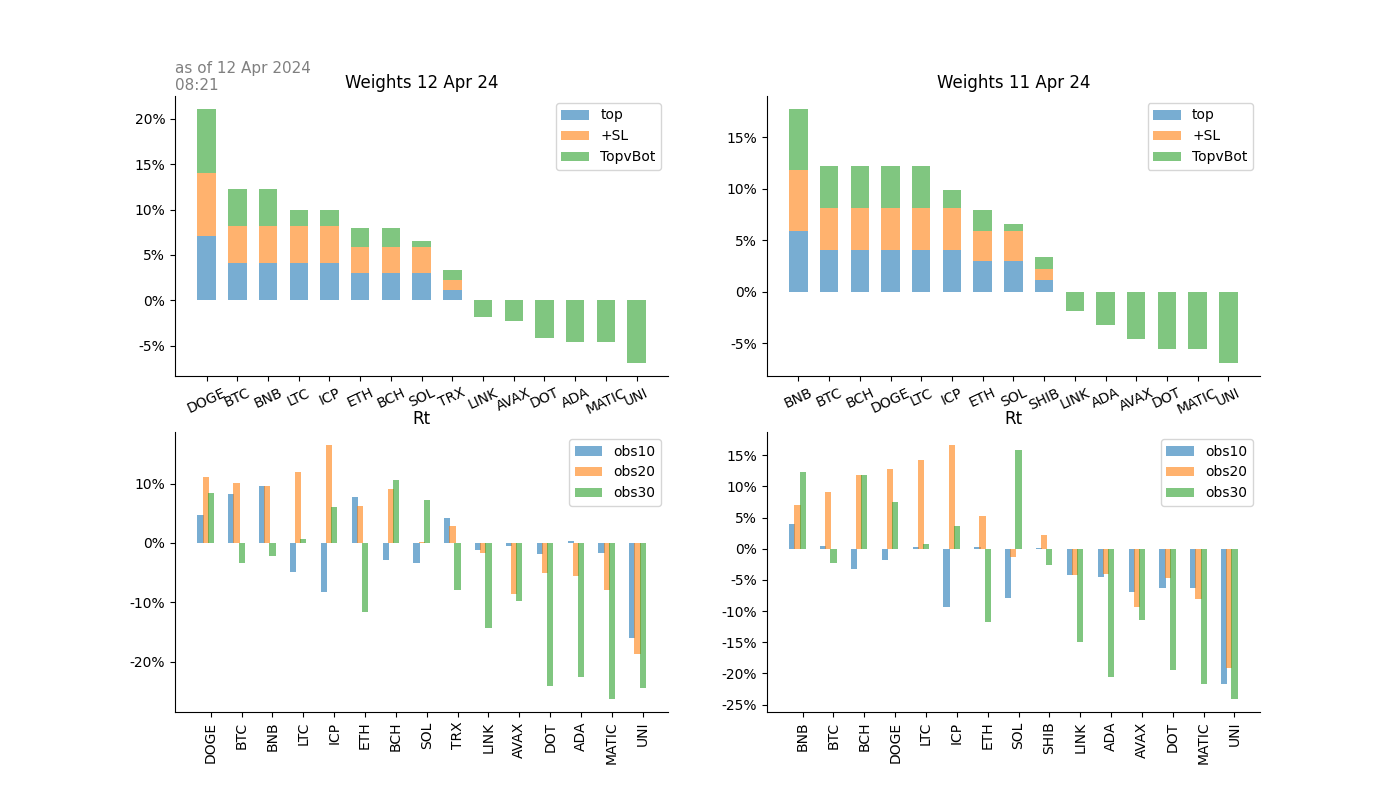 as of 12 Apr 2024
08:21
Weights 12 Apr 24
20%
15%
10%
5%
0%
-5%
top
+SL
TopvBot
DOGE BTC BNB LTC ICP ETH BCH SOL TRX LINK AVAX DOT ADA MATIC UNI
Weights 11 Apr 24
15%
10%
5%
0%
-5%
top
+SL
TopvBot
BNB BTC BCH DOGE LTC ICP ETH SOL SHIB LINK ADA AVAX DOT MATIC UNI
Rt
10%
0%
-10%
-20%
obs10
obs20
obs30
DOGE BTC BNB LTC ICP ETH BCH SOL TRX LINK AVAX DOT ADA MATIC UNI
Rt
15%
10%
5%
0%
-5%
-10%
-15%
-20%
-25%
obs10
obs20
obs30
BNB BTC BCH DOGE LTC ICP ETH SOL SHIB LINK ADA AVAX DOT MATIC UNI